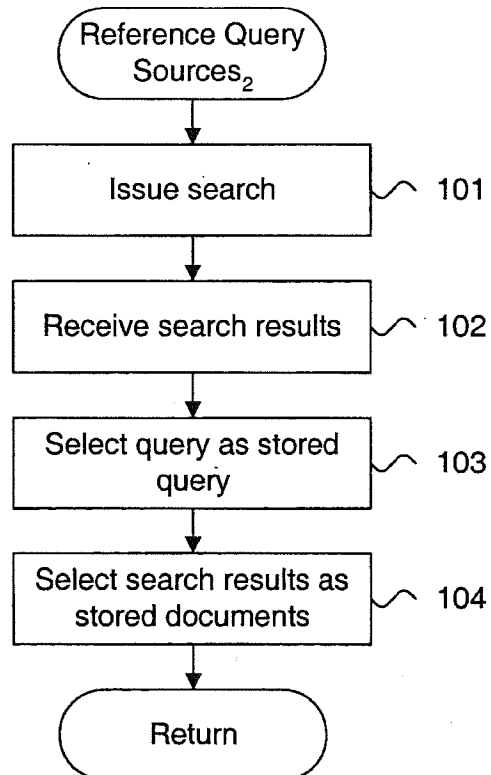 Reference Query
Sources₂
Issue search
101
Receive search results
102
Select query as stored
query
103
Select search results as
stored documents
104
Return